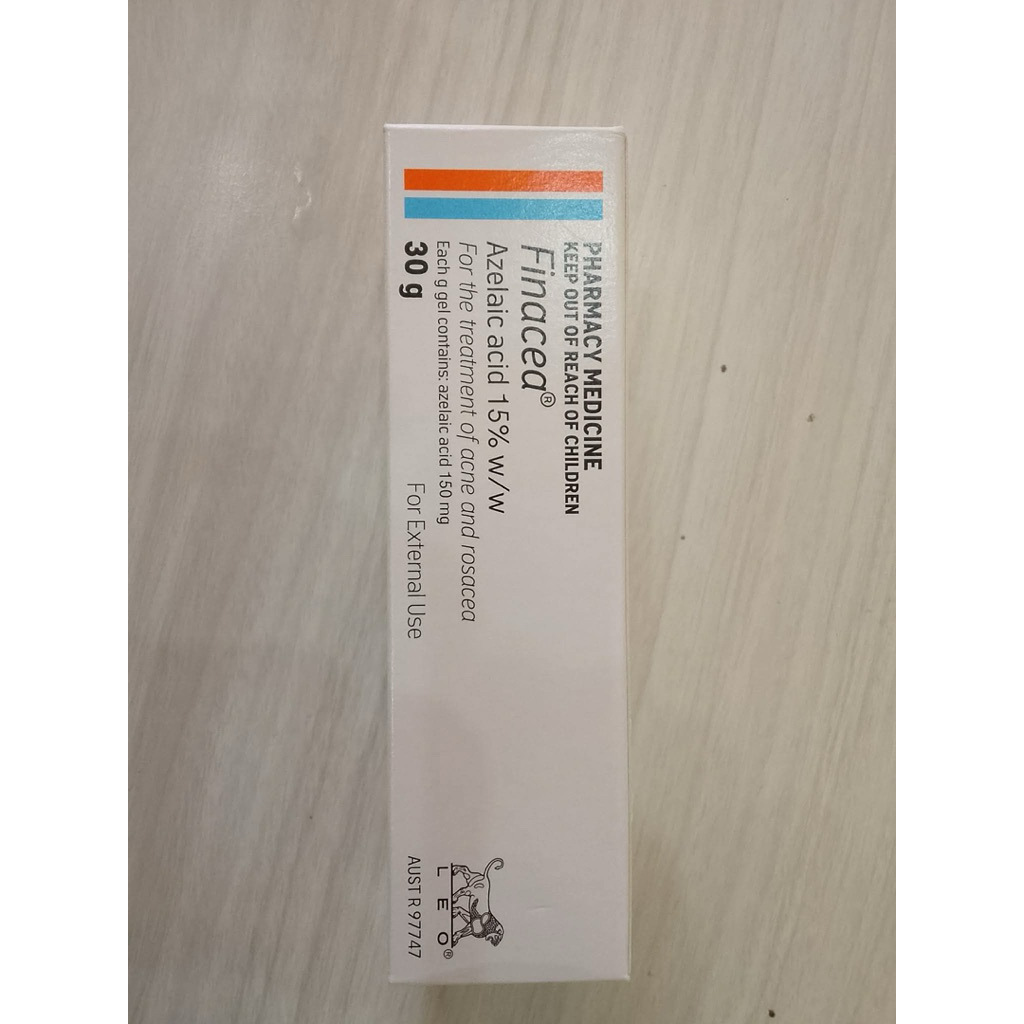 PHARMACY MEDICINE
KEEP OUT OF REACH OF CHILDREN
Finacea®
Azelaic acid 15% w/w
For the treatment of acne and rosacea
Each g gel contains: azelaic acid 150 mg
30 g
For External Use
LEO®
AUST R 97747